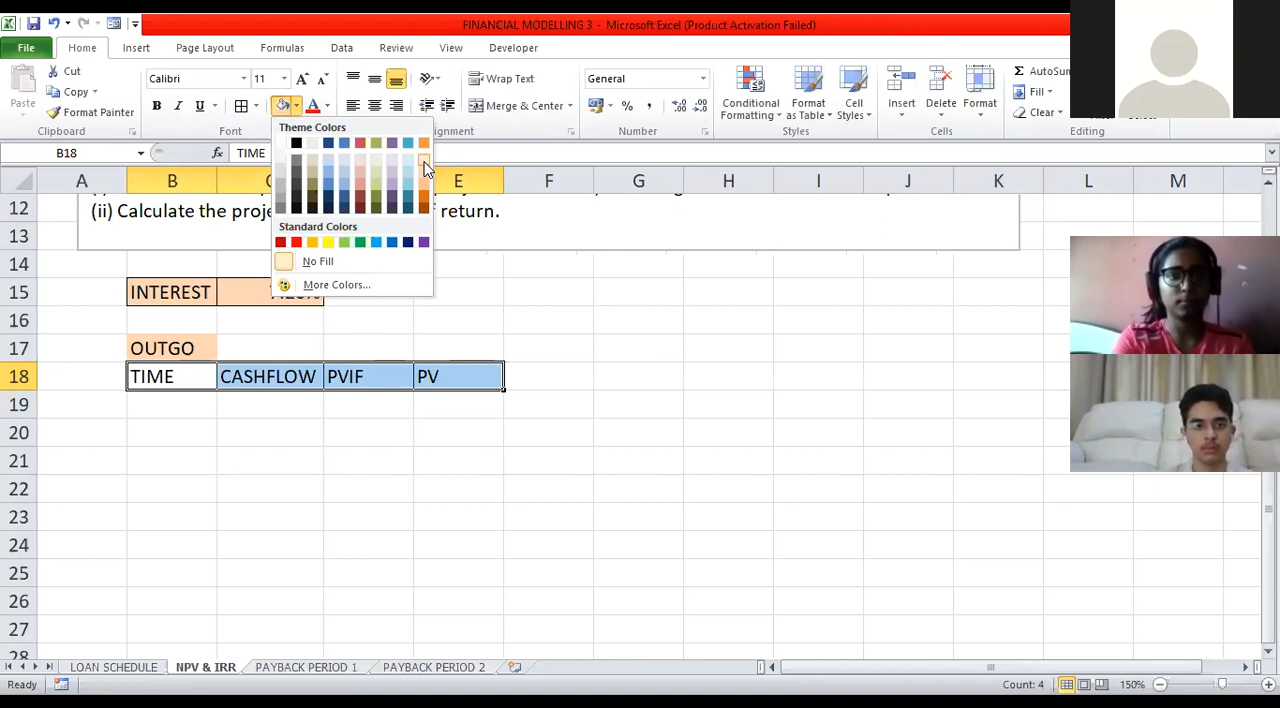 FINANCIAL MODELLING 3 - Microsoft Excel (Product Activation Failed)
File Home Insert Page Layout Formulas Data Review View Developer
Paste
Cut
Copy
Format Painter
Clipboard
Calibri 11
B I U A
Font
Wrap Text
Merge & Center
lignment
General
% ,
Number
Conditional Formatting
Format as Table
Cell Styles
Styles
Insert Delete Format
Cells
Σ AutoSu
Fill
Clear
Editing
B18 fx TIME
Theme Colors
Standard Colors
No Fill
More Colors...
A B C E F G H I J K L M
12 (ii) Calculate the proje of return.
13
14
15 INTEREST
16
17 OUTGO
18 TIME CASHFLOW PVIF PV
19
20
21
22
23
24
25
26
27
28
LOAN SCHEDULE NPV & IRR PAYBACK PERIOD 1 PAYBACK PERIOD 2
Ready Count: 4 150%